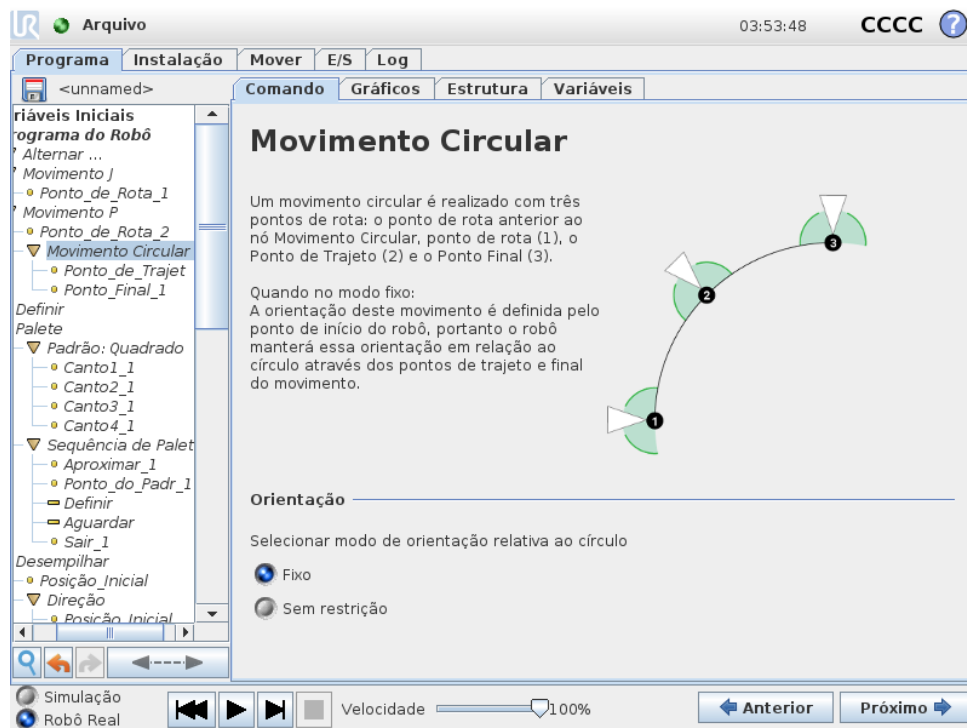 UR
Arquivo
03:53:48
CCCC
?
Programa
Instalação
Mover
E/S
Log
<unnamed>
Comando
Gráficos
Estrutura
Variáveis
riáveis Iniciais
rograma do Robô
Alternar ...
Movimento J
Ponto_de_Rota_1
Movimento P
Ponto_de_Rota_2
Movimento Circular
Ponto_de_Trajet
Ponto_Final_1
Definir
Palete
Padrão: Quadrado
Canto1_1
Canto2_1
Canto3_1
Canto4_1
Sequência de Palet
Aproximar_1
Ponto_do_Padr_1
Definir
Aguardar
Sair_1
Desempilhar
Posição_Inicial
Direção
Posição_Inicial
Movimento Circular
Um movimento circular é realizado com três
pontos de rota: o ponto de rota anterior ao
nó Movimento Circular, ponto de rota (1), o
Ponto de Trajeto (2) e o Ponto Final (3).
Quando no modo fixo:
A orientação deste movimento é definida pelo
ponto de início do robô, portanto o robô
manterá essa orientação em relação ao
círculo através dos pontos de trajeto e final
do movimento.
3
2
1
Orientação
Selecionar modo de orientação relativa ao círculo
Fixo
Sem restrição
Simulação
Robô Real
Velocidade
100%
Anterior
Próximo